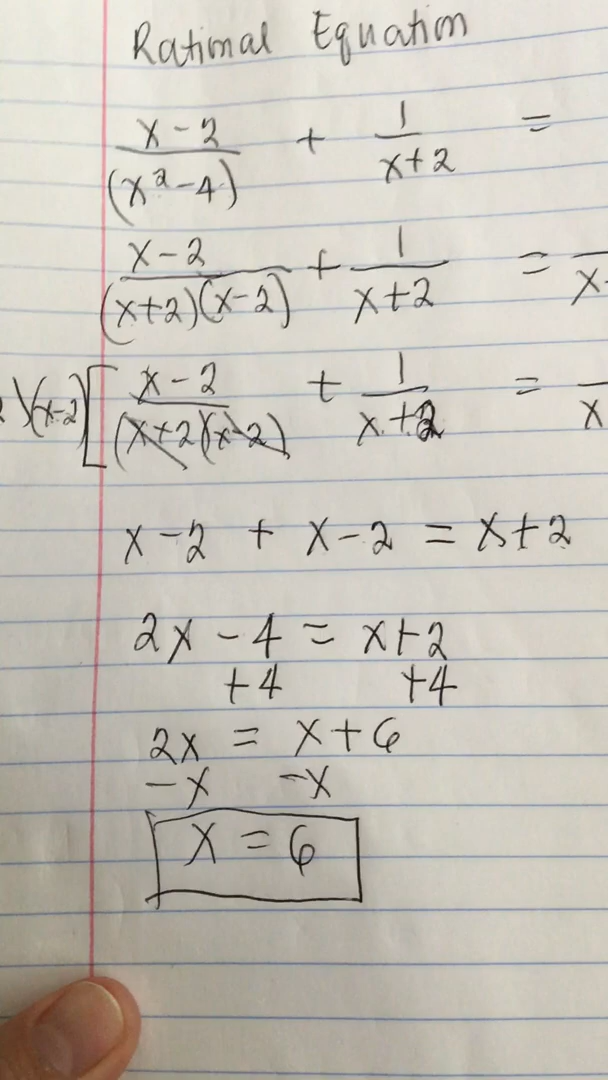 Rational Equation
x-2/(x²-4) + 1/x+2 =
x-2/(x+2)(x-2) + 1/x+2 = /x
)(x-2)[x-2/(x+2)(x-2) + 1/x+2 = /x
x-2 + x-2 = x+2
2x - 4 = x+2
+4 +4
2x = x+6
-x -x
x = 6